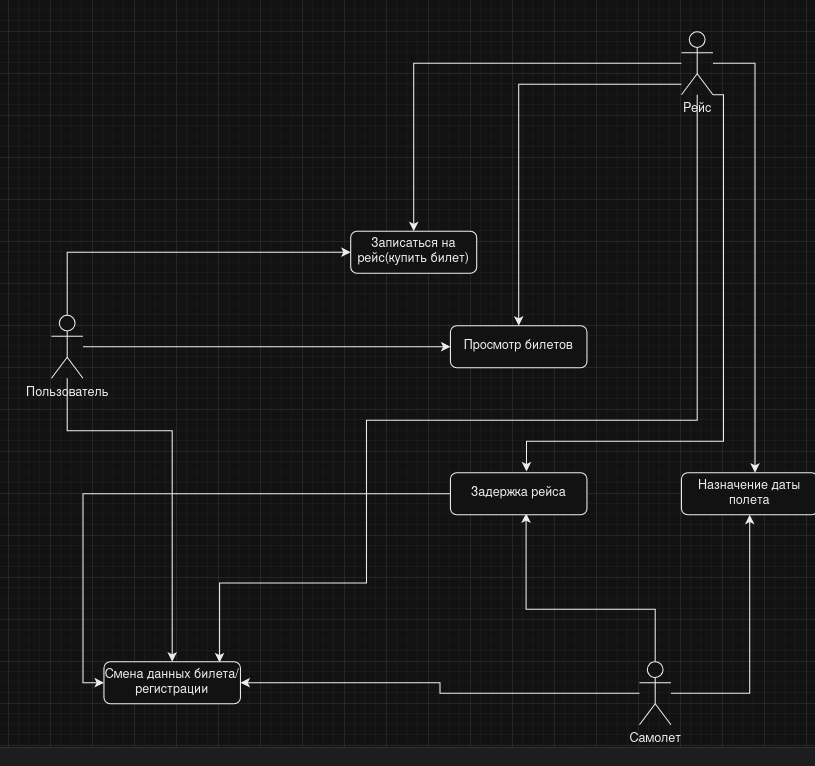 Рейс
Записаться на
рейс(купить билет)
Просмотр билетов
Пользователь
Задержка рейса
Назначение даты
полета
Смена данных билета/
регистрации
Самолет